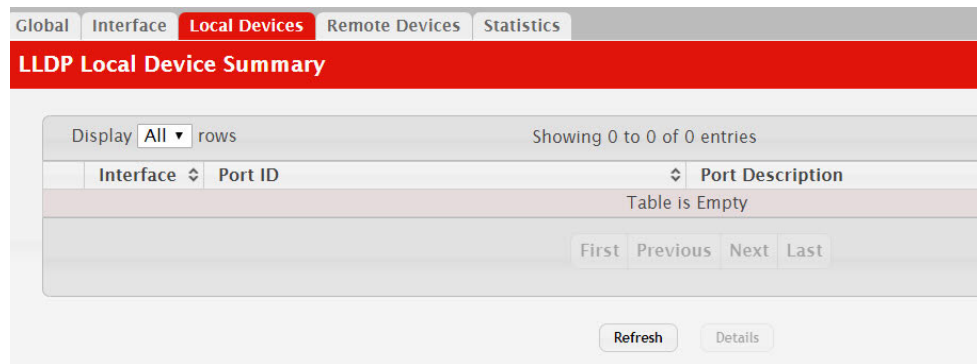 Global Interface Local Devices Remote Devices Statistics
LLDP Local Device Summary
Display All rows Showing 0 to 0 of 0 entries
Interface Port ID Port Description
Table is Empty
First Previous Next Last
Refresh Details